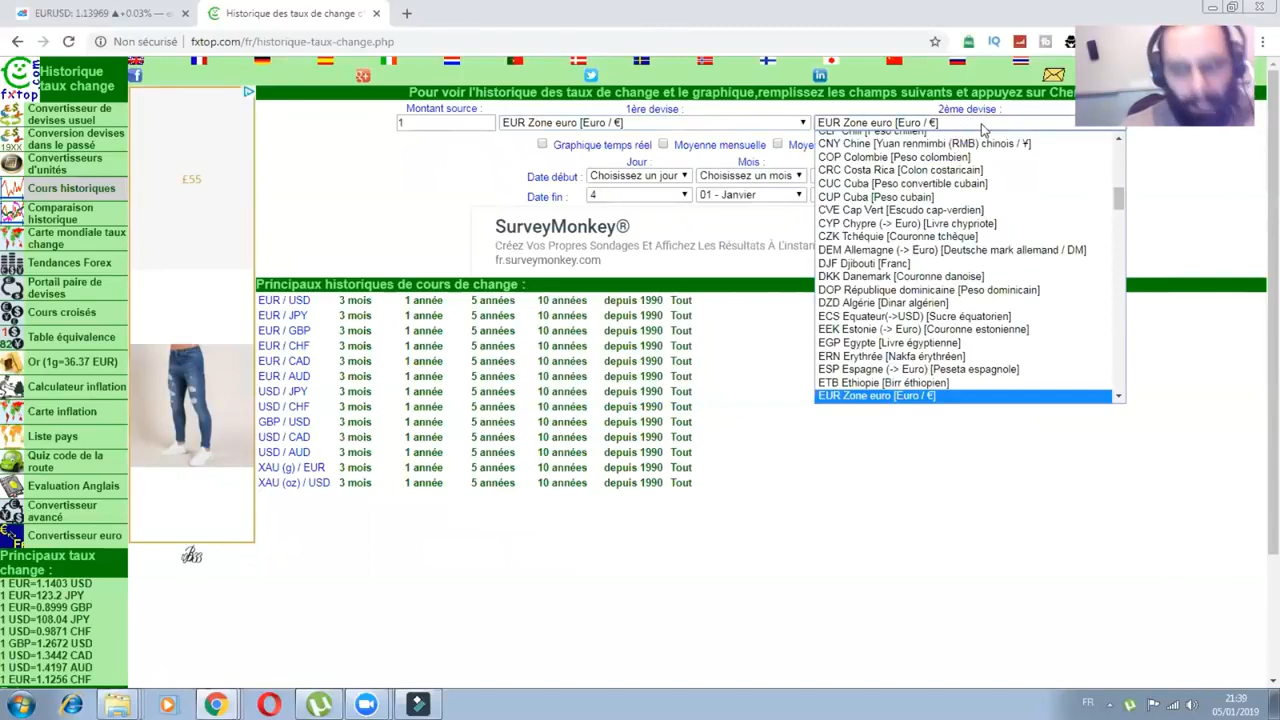 EURUSD: 1.13969 ▲+0.03% — e
Historique des taux de change c
Non sécurisé
fxtop.com/fr/historique-taux-change.php
fxtop.com
Historique
taux change
Convertisseur de
devises usuel
Conversion devises
dans le passé
Convertisseurs
d'unités
Cours historiques
Comparaison
historique
Carte mondiale taux
change
Tendances Forex
Portail paire de
devises
Cours croisés
Table équivalence
Or (1g=36.37 EUR)
Calculateur inflation
Carte inflation
Liste pays
Quiz code de la
route
Evaluation Anglais
Convertisseur
avancé
Convertisseur euro
Principaux taux
change :
1 EUR=1.1403 USD
1 EUR=123.2 JPY
1 EUR=0.8999 GBP
1 USD=108.04 JPY
1 USD=0.9871 CHF
1 GBP=1.2672 USD
1 USD=1.3442 CAD
1 USD=1.4197 AUD
1 EUR=1.1256 CHF
£55
Pour voir l'historique des taux de change et le graphique,remplissez les champs suivants et appuyez sur Che
Montant source :
1ère devise :
2ème devise :
1
EUR Zone euro [Euro / €]
EUR Zone euro [Euro / €]
Graphique temps réel
Moyenne mensuelle
Moye
Jour :
Mois :
Date début :
Choisissez un jour
Choisissez un mois
Date fin :
4
01 - Janvier
SurveyMonkey®
Créez Vos Propres Sondages Et Affichez Les Résultats À L'insta
fr.surveymonkey.com
CLP Chili [Peso chilien]
CNY Chine [Yuan renmimbi (RMB) chinois / ¥]
COP Colombie [Peso colombien]
CRC Costa Rica [Colon costaricain]
CUC Cuba [Peso convertible cubain]
CUP Cuba [Peso cubain]
CVE Cap Vert [Escudo cap-verdien]
CYP Chypre (-> Euro) [Livre chypriote]
CZK Tchéquie [Couronne tchèque]
DEM Allemagne (-> Euro) [Deutsche mark allemand / DM]
DJF Djibouti [Franc]
DKK Danemark [Couronne danoise]
DOP République dominicaine [Peso dominicain]
DZD Algérie [Dinar algérien]
ECS Equateur(->USD) [Sucre équatorien]
EEK Estonie (-> Euro) [Couronne estonienne]
EGP Egypte [Livre égyptienne]
ERN Erythrée [Nakfa érythréen]
ESP Espagne (-> Euro) [Peseta espagnole]
ETB Ethiopie [Birr éthiopien]
EUR Zone euro [Euro / €]
Principaux historiques de cours de change :
EUR / USD 3 mois 1 année 5 années 10 années depuis 1990 Tout
EUR / JPY 3 mois 1 année 5 années 10 années depuis 1990 Tout
EUR / GBP 3 mois 1 année 5 années 10 années depuis 1990 Tout
EUR / CHF 3 mois 1 année 5 années 10 années depuis 1990 Tout
EUR / CAD 3 mois 1 année 5 années 10 années depuis 1990 Tout
EUR / AUD 3 mois 1 année 5 années 10 années depuis 1990 Tout
USD / JPY 3 mois 1 année 5 années 10 années depuis 1990 Tout
USD / CHF 3 mois 1 année 5 années 10 années depuis 1990 Tout
GBP / USD 3 mois 1 année 5 années 10 années depuis 1990 Tout
USD / CAD 3 mois 1 année 5 années 10 années depuis 1990 Tout
USD / AUD 3 mois 1 année 5 années 10 années depuis 1990 Tout
XAU (g) / EUR 3 mois 1 année 5 années 10 années depuis 1990 Tout
XAU (oz) / USD 3 mois 1 année 5 années 10 années depuis 1990 Tout
FR
21:39
05/01/2019